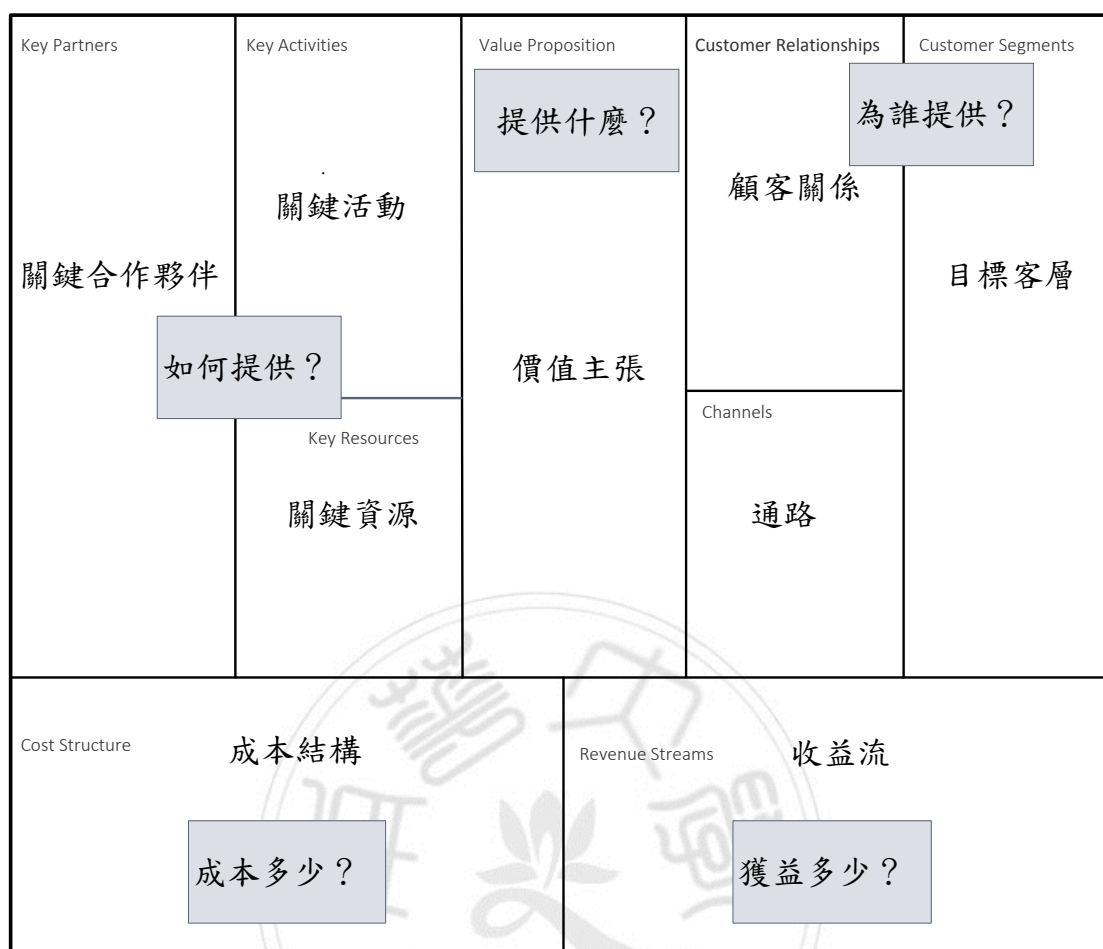 Key Partners
關鍵合作夥伴
Key Activities
關鍵活動
如何提供？
Key Resources
關鍵資源
Value Proposition
提供什麼？
價值主張
Customer Relationships
顧客關係
Channels
通路
Customer Segments
為誰提供？
目標客層
Cost Structure
成本結構
成本多少？
Revenue Streams
收益流
獲益多少？